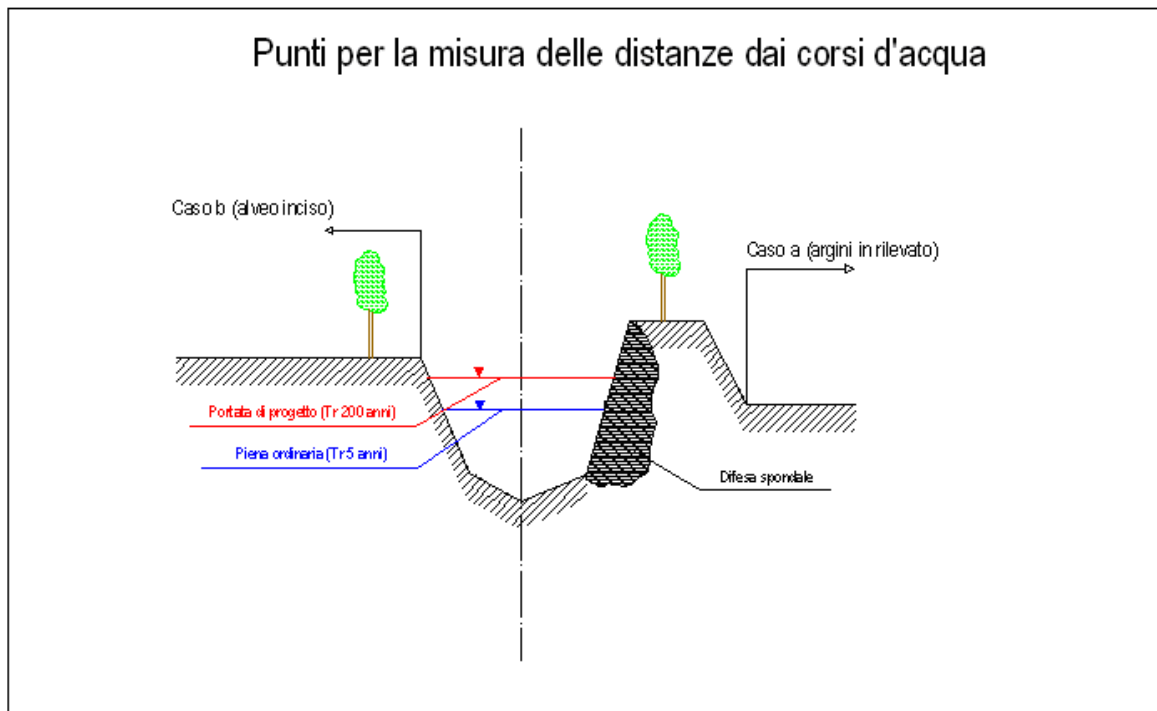 Punti per la misura delle distanze dai corsi d'acqua
Caso b (alveo inciso)
Caso a (argini in rilevato)
Portata di progetto (Tr 200 anni)
Piena ordinaria (Tr 5 anni)
Difesa spondale